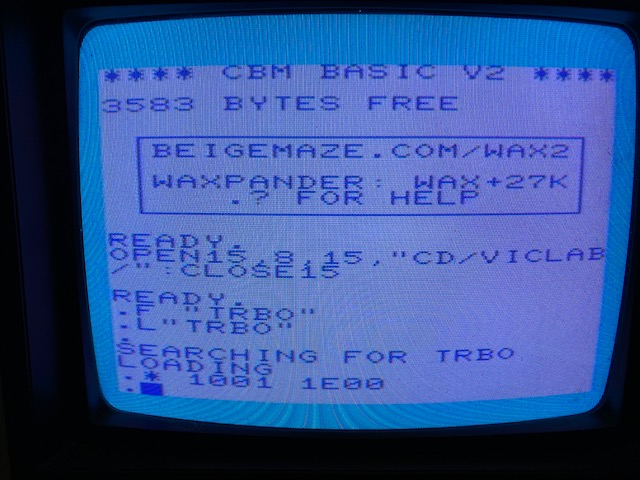 **** CBM BASIC V2 ****
3583 BYTES FREE
BEIGEMAZE.COM/WAX2
WAXPANDER: WAX+27K
.? FOR HELP
READY.
OPEN15,8,15,"CD/VICLAB
/":CLOSE15
READY.
.F "TRBO"
.L"TRBO"
SEARCHING FOR TRBO
LOADING
.* 1001 1E00
.